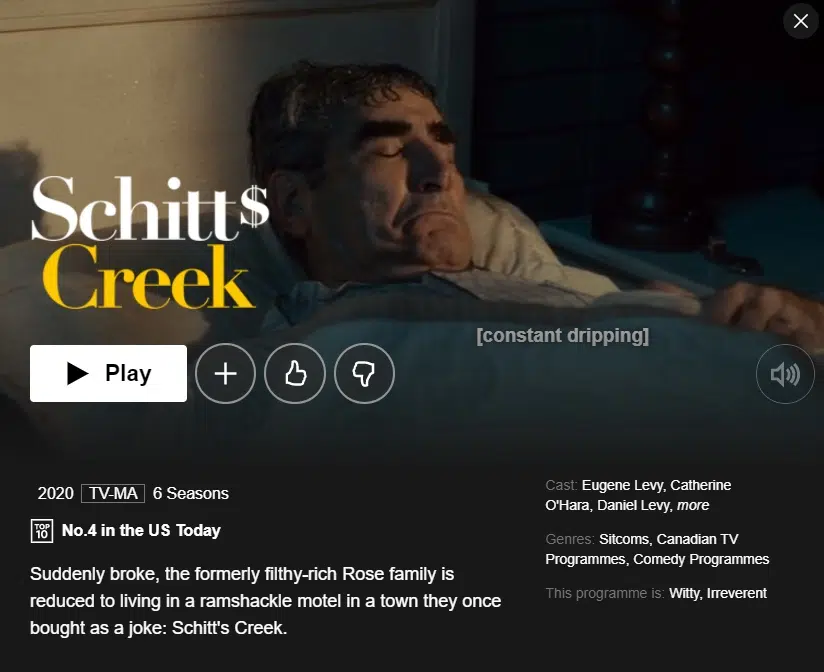 Schitt$
Creek
[constant dripping]
Play
2020 TV-MA 6 Seasons
TOP
10
No.4 in the US Today
Suddenly broke, the formerly filthy-rich Rose family is
reduced to living in a ramshackle motel in a town they once
bought as a joke: Schitt's Creek.
Cast: Eugene Levy, Catherine
O'Hara, Daniel Levy, more
Genres: Sitcoms, Canadian TV
Programmes, Comedy Programmes
This programme is: Witty, Irreverent